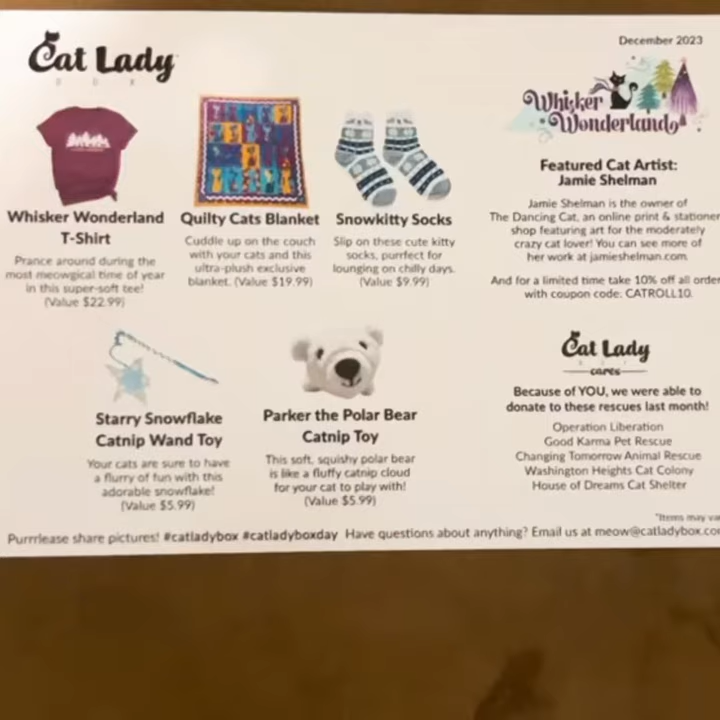 Cat Lady
BOX
December 2023
Whisker
Wonderland
Whisker Wonderland
T-Shirt
Prance around during the
most meowgical time of year
in this super-soft tee!
(Value $22.99)
Quilty Cats Blanket
Cuddle up on the couch
with your cats and this
ultra-plush exclusive
blanket. (Value $19.99)
Snowkitty Socks
Slip on these cute kitty
socks, purrfect for
lounging on chilly days.
(Value $9.99)
Featured Cat Artist:
Jamie Shelman
Jamie Shelman is the owner of
The Dancing Cat, an online print & stationer
shop featuring art for the moderately
crazy cat lover! You can see more of
her work at jamieshelman.com.
And for a limited time take 10% off all order
with coupon code: CATROLL10.
Starry Snowflake
Catnip Wand Toy
Your cats are sure to have
a flurry of fun with this
adorable snowflake!
(Value $5.99)
Parker the Polar Bear
Catnip Toy
This soft, squishy polar bear
is like a fluffy catnip cloud
for your cat to play with!
(Value $5.99)
Cat Lady
cares
Because of YOU, we were able to
donate to these rescues last month!
Operation Liberation
Good Karma Pet Rescue
Changing Tomorrow Animal Rescue
Washington Heights Cat Colony
House of Dreams Cat Shelter
*Items may va
Purrrlease share pictures! #catladybox #catladyboxday Have questions about anything? Email us at meow@catladybox.co